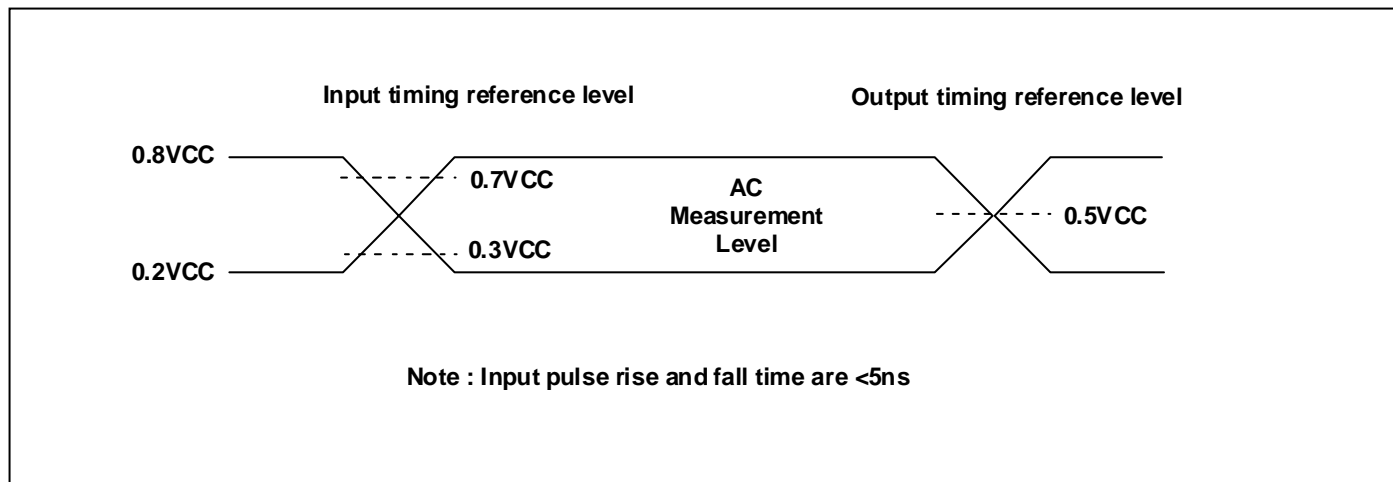 Input timing reference level
Output timing reference level
0.8VCC
0.7VCC
AC
Measurement
Level
0.5VCC
0.3VCC
0.2VCC
Note : Input pulse rise and fall time are <5ns